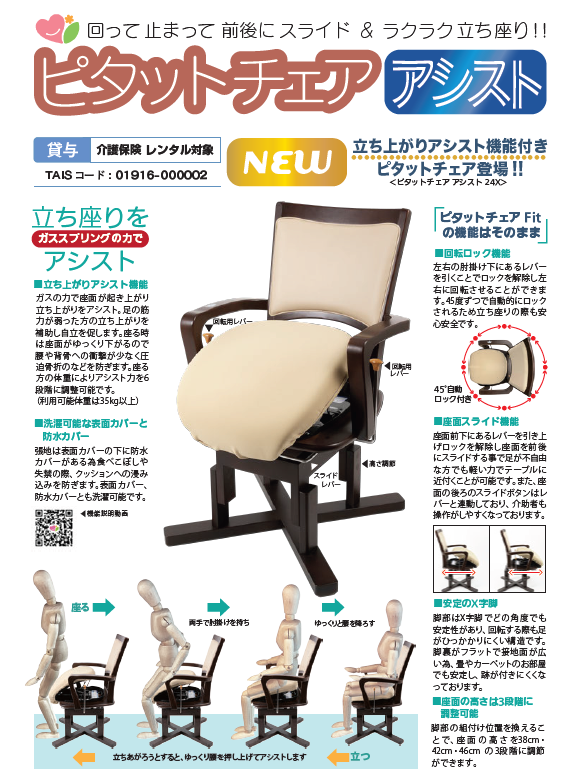 回って 止まって 前後に スライド ＆ ラクラク 立ち座り!!
ピタットチェア アシスト
貸与 介護保険 レンタル対象
TAISコード：01916-000002
NEW
立ち上がりアシスト機能付き
ピタットチェア登場!!
<ピタットチェア アシスト 24X>
立ち座りを
ガススプリングの力で
アシスト
■立ち上がりアシスト機能
ガスの力で座面が起き上がり
立ち上がりをアシスト。足の筋
力が弱った方の立ち上がりを
補助し自立を促します。座る時
は座面がゆっくり下がるので
腰や背骨への衝撃が少なく圧
迫骨折のなどを防ぎます。座る
方の体重によりアシスト力を6
段階に調整可能です。
（利用可能体重は35kg以上）
■洗濯可能な表面カバーと
防水カバー
張地は表面カバーの下に防水
カバーがある為食べこぼしや
失禁の際、クッションへの浸み
込みを防ぎます。表面カバー、
防水カバーとも洗濯可能です。
◀機能説明動画
回転用レバー
回転用
レバー
高さ調節
スライド
レバー
ピタットチェア Fit
の機能はそのまま
■回転ロック機能
左右の肘掛け下にあるレバー
を引くことでロックを解除し左
右に回転させることができま
す。45度ずつで自動的にロック
されるため立ち座りの際も安
心安全です。
45°自動
ロック付き
■座面スライド機能
座面前下にあるレバーを引き上
げロックを解除し座面を前後
にスライドする事で足が不自由
な方でも軽い力でテーブルに
近付くことが可能です。また、座
面の後ろのスライドボタンはレ
バーと連動しており、介助者も
操作がしやすくなっております。
■安定のX字脚
脚部はX字脚でどの角度でも
安定性があり、回転する際も足
がひっかかりにくい構造です。
脚裏がフラットで接地面が広
い為、畳やカーペットのお部屋
でも安定し、跡が付きにくくな
っております。
■座面の高さは3段階に
調整可能
脚部の組付け位置を換えるこ
とで、座面の高さを38cm・
42cm・46cm の3段階に調節
ができます。
座る
両手で肘掛けを持ち
ゆっくりと腰を降ろす
立ちあがろうとすると、ゆっくり腰を押し上げてアシストします
立つ